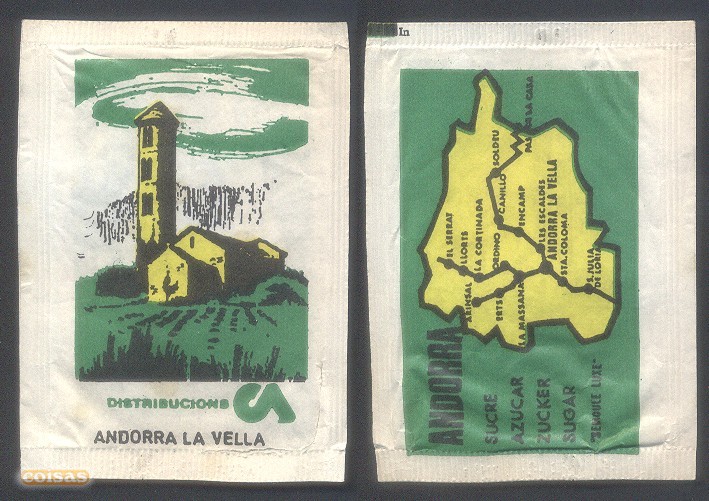 DISTRIBUCIONS
ANDORRA LA VELLA
coisas
In
PAS DE LA CASA
SOLDEU
CANILLO
ENCAMP
LES ESCALDES
ANDORRA LA VELLA
STA. COLOMA
S. JULIA
DE LORIA
EL SERRAT
LLORTS
LA CORTINADA
ORDINO
ARINSAL
ERTS
LA MASSANA
ANDORRA
SUCRE
AZUCAR
ZUCKER
SUGAR
"SEMOULE LUXE"